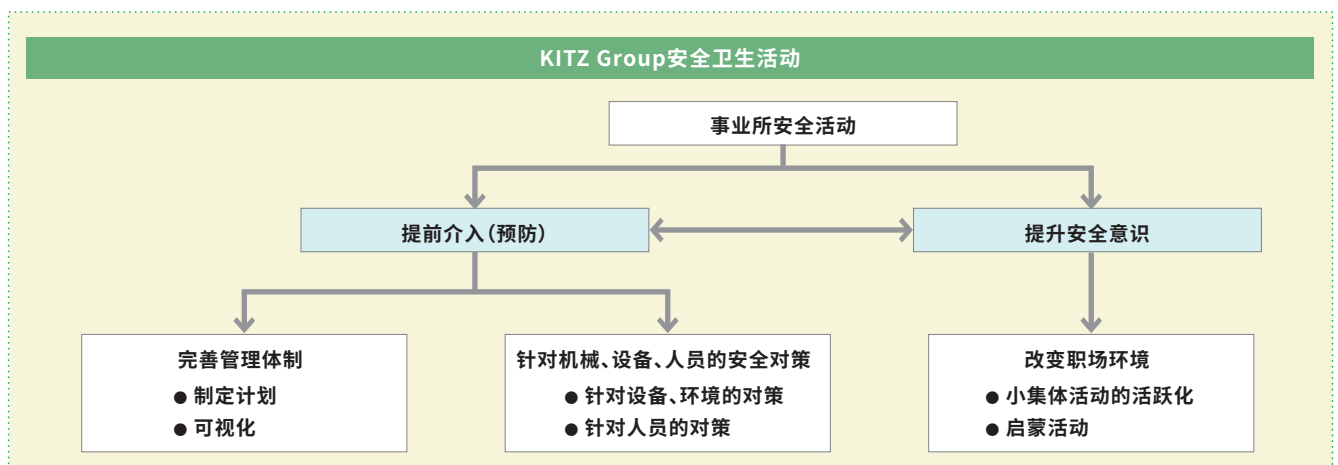 KITZ Group安全卫生活动
事业所安全活动
提前介入（预防）
提升安全意识
完善管理体制
● 制定计划
● 可视化
针对机械、设备、人员的安全对策
● 针对设备、环境的对策
● 针对人员的对策
改变职场环境
● 小集体活动的活跃化
● 启蒙活动